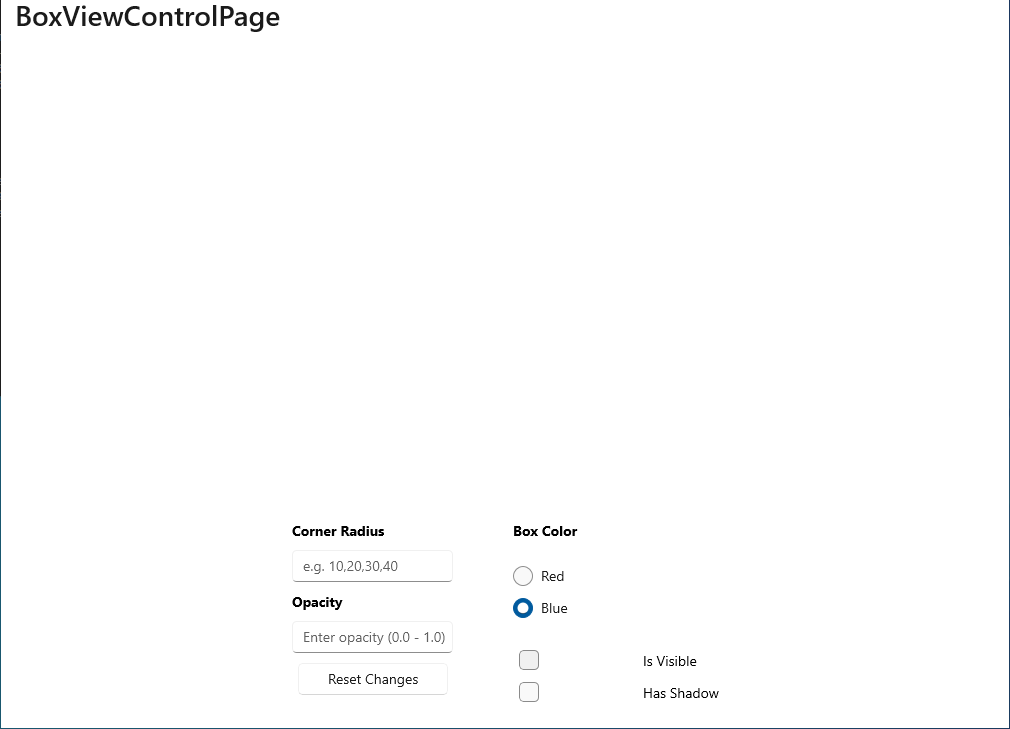 BoxViewControlPage
Corner Radius
e.g. 10,20,30,40
Opacity
Enter opacity (0.0 - 1.0)
Reset Changes
Box Color
Red
Blue
Is Visible
Has Shadow